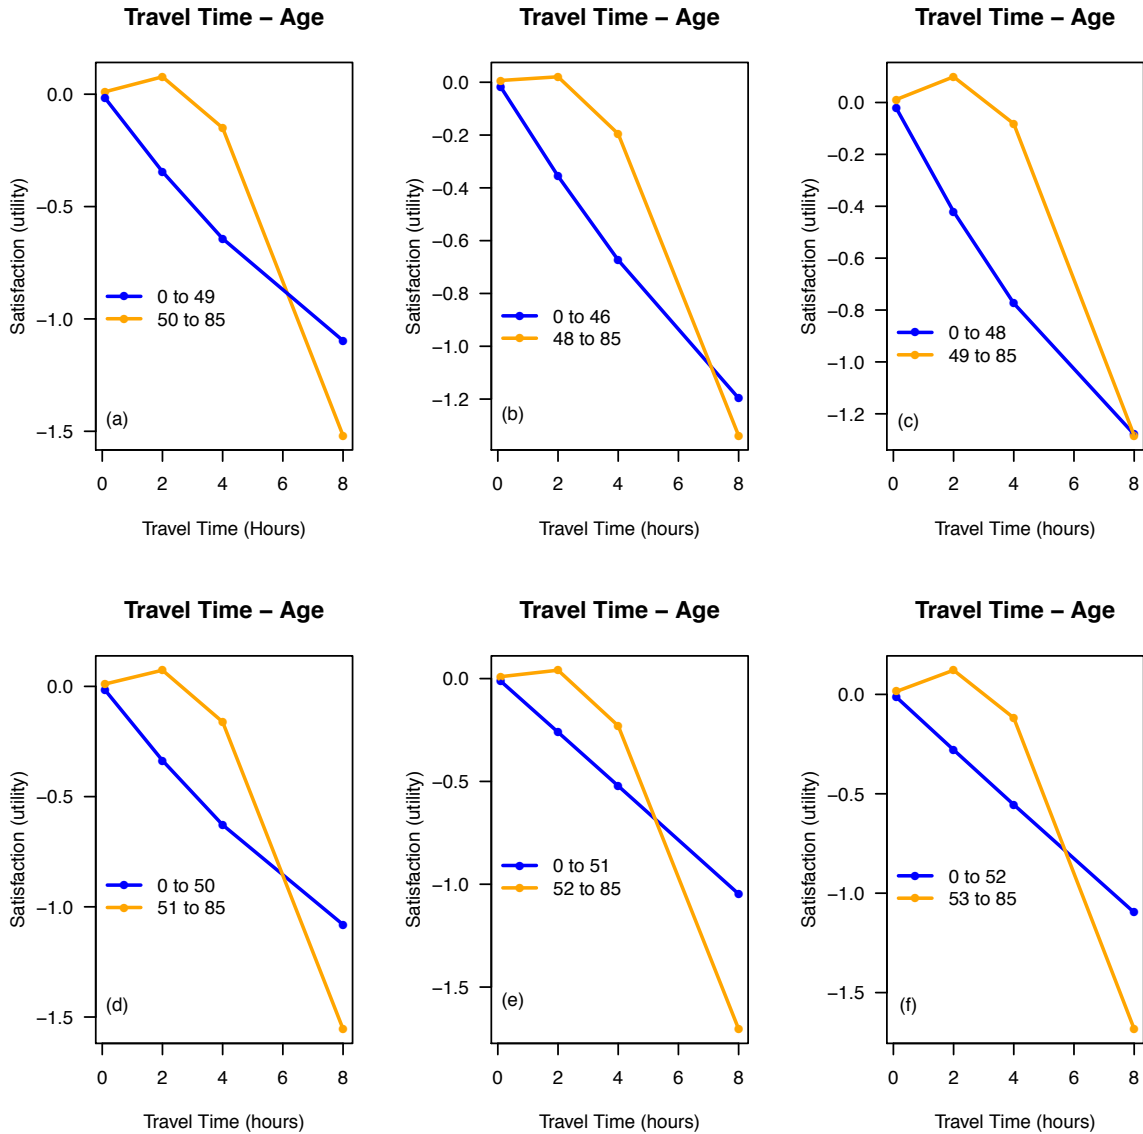 Travel Time – Age
Satisfaction (utility)
0.0
−0.5
−1.0
−1.5
0 to 49
50 to 85
(a)
0 2 4 6 8
Travel Time (Hours)
Travel Time – Age
Satisfaction (utility)
0.0
−0.2
−0.4
−0.6
−0.8
−1.0
−1.2
0 to 46
48 to 85
(b)
0 2 4 6 8
Travel Time (hours)
Travel Time – Age
Satisfaction (utility)
0.0
−0.2
−0.4
−0.6
−0.8
−1.0
−1.2
0 to 48
49 to 85
(c)
0 2 4 6 8
Travel Time (hours)
Travel Time – Age
Satisfaction (utility)
0.0
−0.5
−1.0
−1.5
0 to 50
51 to 85
(d)
0 2 4 6 8
Travel Time (hours)
Travel Time – Age
Satisfaction (utility)
0.0
−0.5
−1.0
−1.5
0 to 51
52 to 85
(e)
0 2 4 6 8
Travel Time (hours)
Travel Time – Age
Satisfaction (utility)
0.0
−0.5
−1.0
−1.5
0 to 52
53 to 85
(f)
0 2 4 6 8
Travel Time (hours)